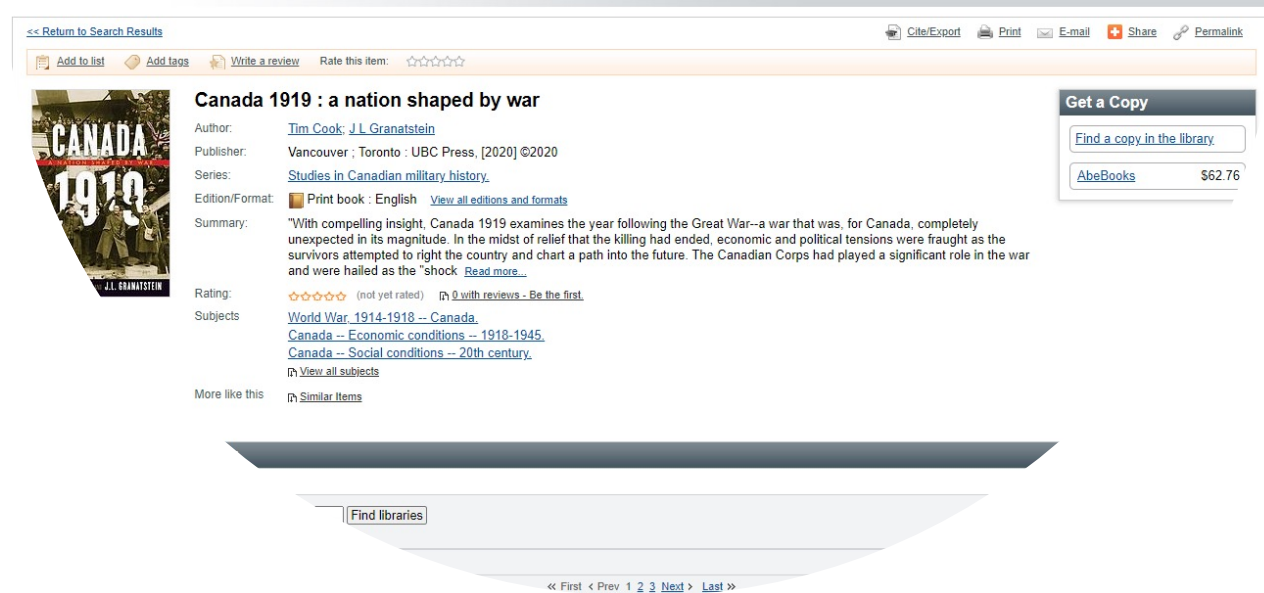 << Return to Search Results
Cite/Export Print E-mail Share Permalink
Add to list Add tags Write a review Rate this item:
CANADA
A NATION SHAPED BY WAR
1919
J.L. GRANATSTEIN
Canada 1919 : a nation shaped by war
Author: Tim Cook; J L Granatstein
Publisher: Vancouver ; Toronto : UBC Press, [2020] ©2020
Series: Studies in Canadian military history.
Edition/Format: Print book : English View all editions and formats
Summary: "With compelling insight, Canada 1919 examines the year following the Great War--a war that was, for Canada, completely
unexpected in its magnitude. In the midst of relief that the killing had ended, economic and political tensions were fraught as the
survivors attempted to right the country and chart a path into the future. The Canadian Corps had played a significant role in the war
and were hailed as the "shock Read more...
Rating: (not yet rated) 0 with reviews - Be the first.
Subjects World War, 1914-1918 -- Canada.
Canada -- Economic conditions -- 1918-1945.
Canada -- Social conditions -- 20th century.
View all subjects
More like this Similar Items
Get a Copy
Find a copy in the library
AbeBooks $62.76
Find libraries
<< First < Prev 1 2 3 Next > Last >>